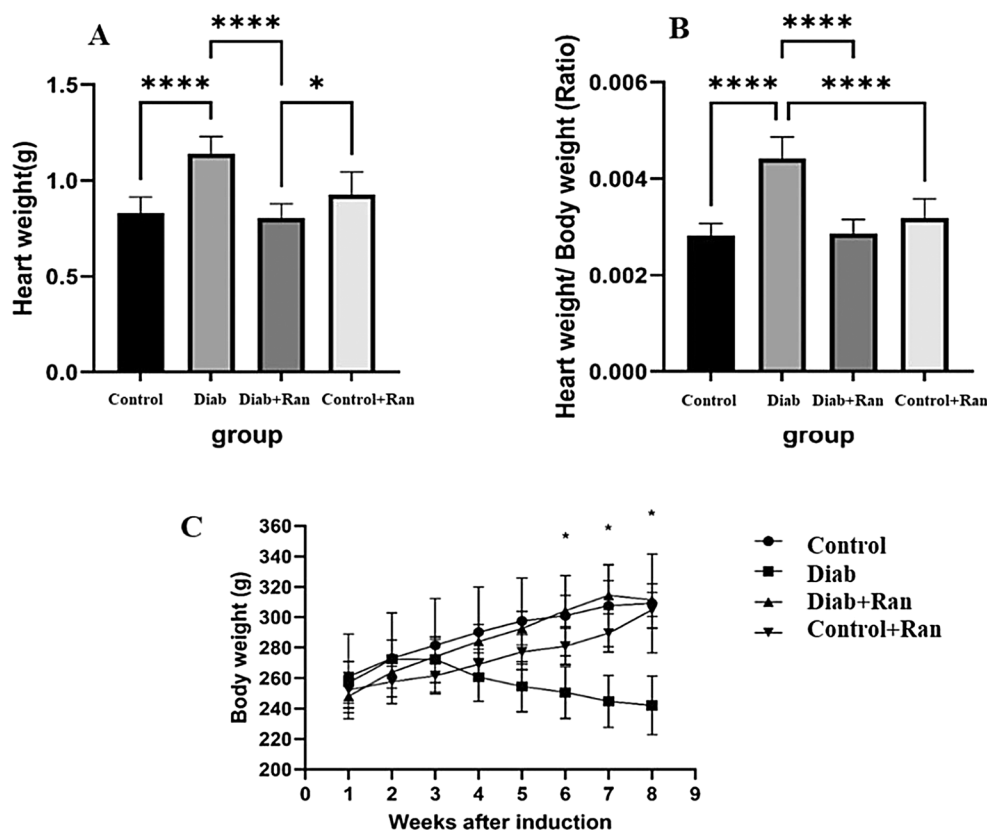 A
****
****
*
1.5
1.0
0.5
0.0
Heart weight(g)
Control Diab Diab+Ran Control+Ran
group
B
****
****
****
0.006
0.004
0.002
0.000
Heart weight/ Body weight (Ratio)
Control Diab Diab+Ran Control+Ran
group
C
* * *
360
340
320
300
280
260
240
220
200
Body weight (g)
0 1 2 3 4 5 6 7 8 9
Weeks after induction
Control
Diab
Diab+Ran
Control+Ran